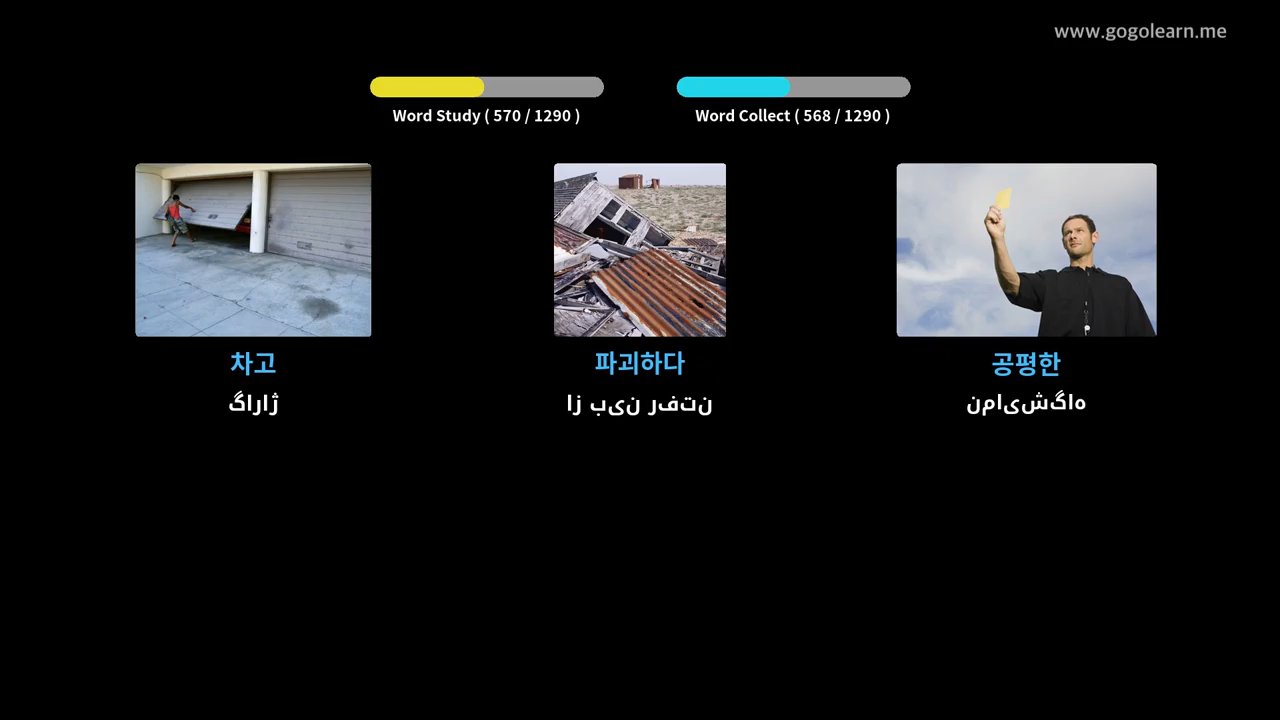 www.gogolearn.me
Word Study ( 570 / 1290 )
Word Collect ( 568 / 1290 )
차고
گاراژ
파괴하다
از بین رفتن
공평한
نمایشگاه